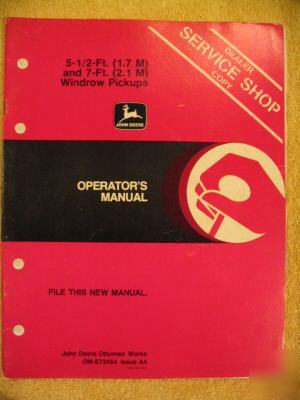 5-1/2-Ft. (1.7 M)
and 7-Ft. (2.1 M)
Windrow Pickups
DEALER
SERVICE SHOP
COPY
JOHN DEERE
OPERATOR'S
MANUAL
FILE THIS NEW MANUAL.
John Deere Ottumwa Works
OM-E73454 Issue A4